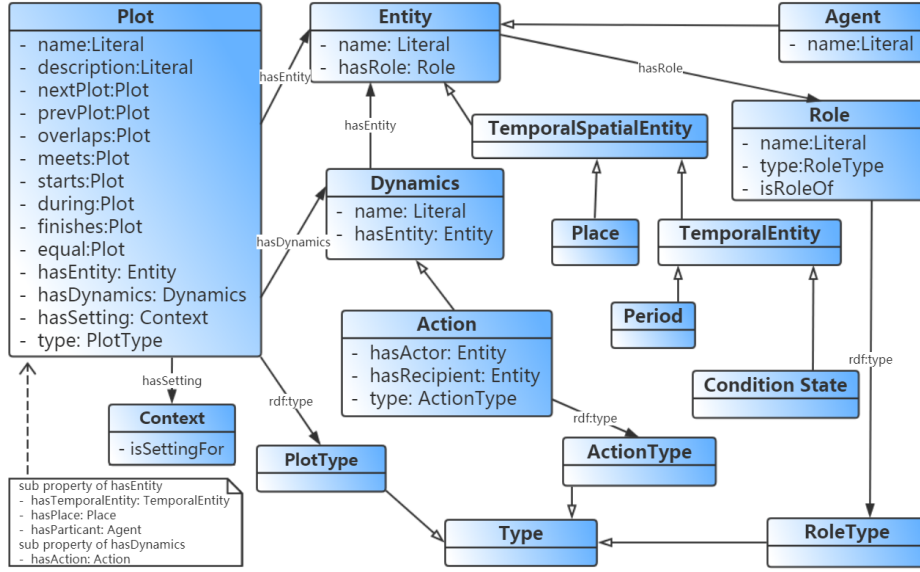 Plot
- name:Literal
- description:Literal
- nextPlot:Plot
- prevPlot:Plot
- overlaps:Plot
- meets:Plot
- starts:Plot
- during:Plot
- finishes:Plot
- equal:Plot
- hasEntity: Entity
- hasDynamics: Dynamics
- hasSetting: Context
- type: PlotType
hasEntity
Entity
- name: Literal
- hasRole: Role
Agent
- name:Literal
hasRole
hasEntity
TemporalSpatialEntity
Role
- name:Literal
- type:RoleType
- isRoleOf
Dynamics
- name: Literal
- hasEntity: Entity
hasDynamics
Place
TemporalEntity
Period
Action
- hasActor: Entity
- hasRecipient: Entity
- type: ActionType
rdf:type
Condition State
hasSetting
rdf:type
rdf:type
Context
- isSettingFor
PlotType
ActionType
sub property of hasEntity
- hasTemporalEntity: TemporalEntity
- hasPlace: Place
- hasParticant: Agent
sub property of hasDynamics
- hasAction: Action
Type
RoleType